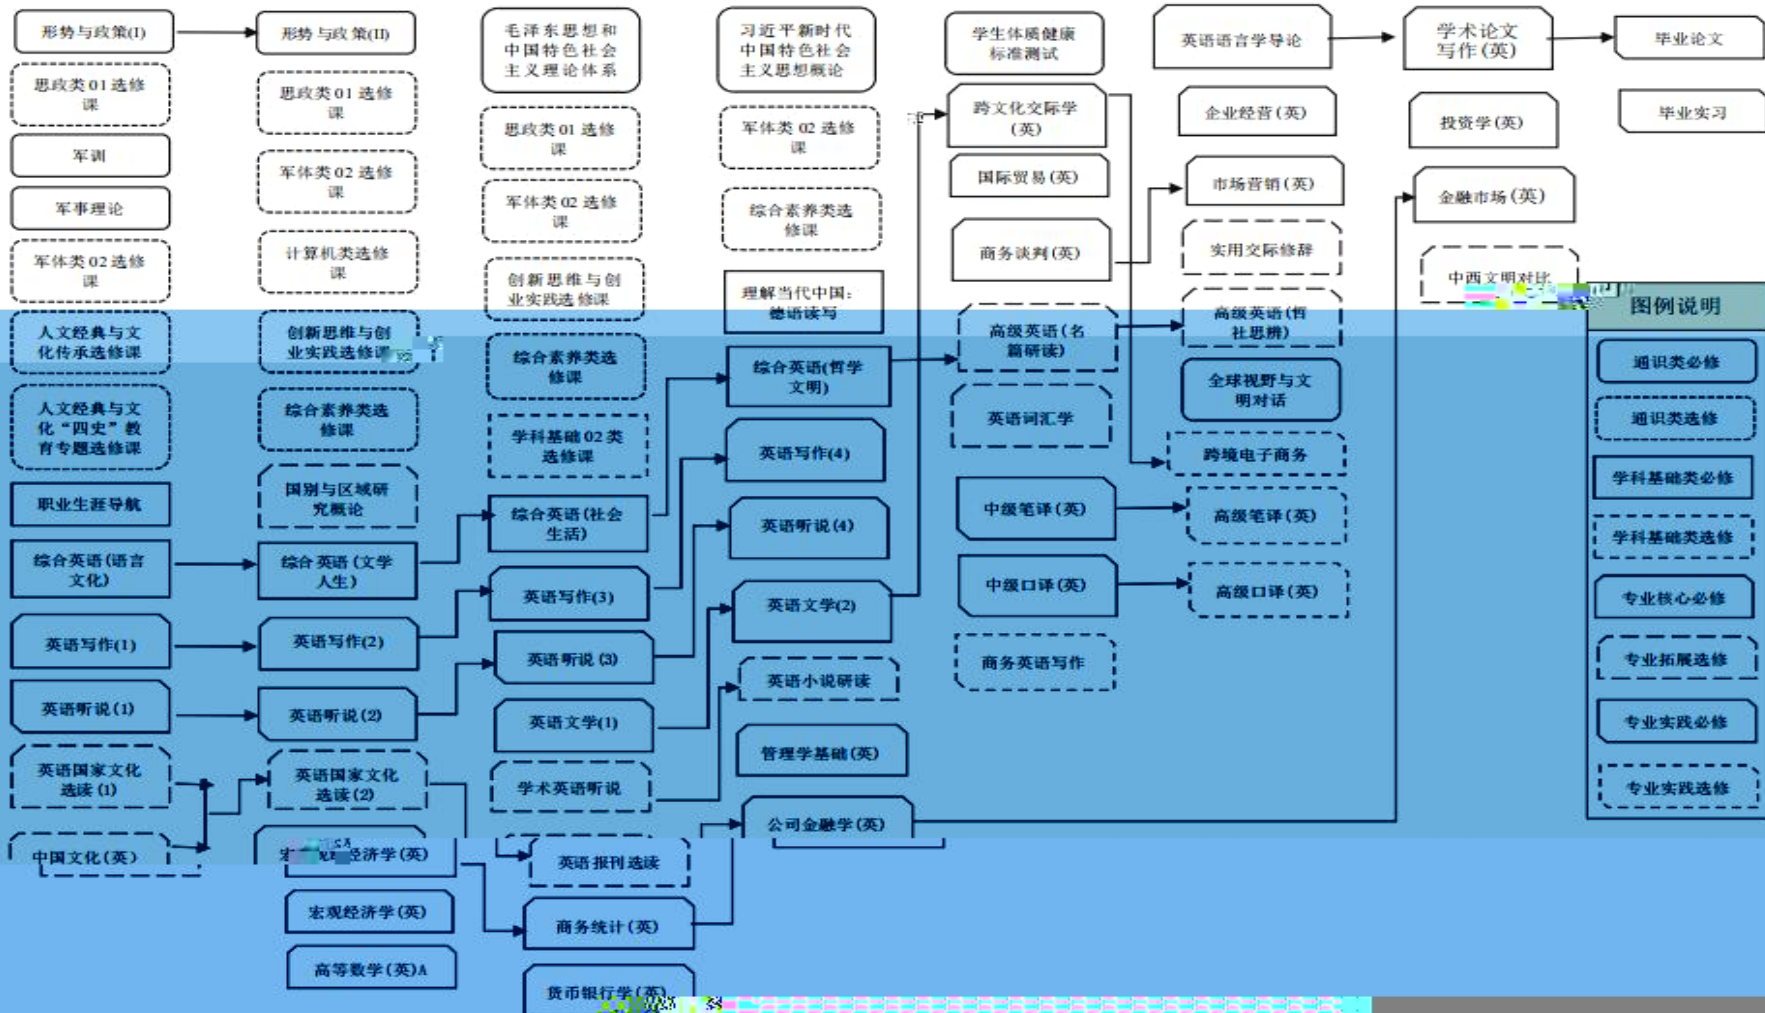 形势与政策(I)
思政类 01 选修
课
军训
军事理论
军体类 02 选修
课
人文经典与文
化传承选修课
人文经典与文
化“四史”教
育专题选修课
职业生涯导航
综合英语(语言
文化)
英语写作(1)
英语听说(1)
英语国家文化
选读(1)
中国文化(英)
形势与政策(II)
思政类 01 选修
课
军体类 02 选修
课
计算机类选修
课
创新思维与创
业实践选修课
综合素养类选
修课
国别与区域研
究概论
综合英语(文学
人生)
英语写作(2)
英语听说(2)
英语国家文化
选读(2)
经济学(英)
宏观经济学(英)
高等数学(英)A
毛泽东思想和
中国特色社会
主义理论体系
思政类 01 选修
课
军体类 02 选修
课
创新思维与创
业实践选修课
综合素养类选
修课
学科基础 02 类
选修课
综合英语(社会
生活)
英语写作(3)
英语听说(3)
英语文学(1)
学术英语听说
英语报刊选读
商务统计(英)
货币银行学(英)
习近平新时代
中国特色社会
主义思想概论
军体类 02 选修
课
综合素养类选
修课
理解当代中国：
德语读写
综合英语(哲学
文明)
英语写作(4)
英语听说(4)
英语文学(2)
英语小说研读
管理学基础(英)
公司金融学(英)
学生体质健康
标准测试
跨文化交际学
(英)
国际贸易(英)
商务谈判(英)
高级英语(名
篇研读)
英语词汇学
中级笔译(英)
中级口译(英)
商务英语写作
英语语言学导论
企业经营(英)
市场营销(英)
实用交际修辞
高级英语(哲
社思辨)
全球视野与文
明对话
跨境电子商务
高级笔译(英)
高级口译(英)
学术论文
写作(英)
投资学(英)
金融市场(英)
中西文明对比
毕业论文
毕业实习
图例说明
通识类必修
通识类选修
学科基础类必修
学科基础类选修
专业核心必修
专业拓展选修
专业实践必修
专业实践选修